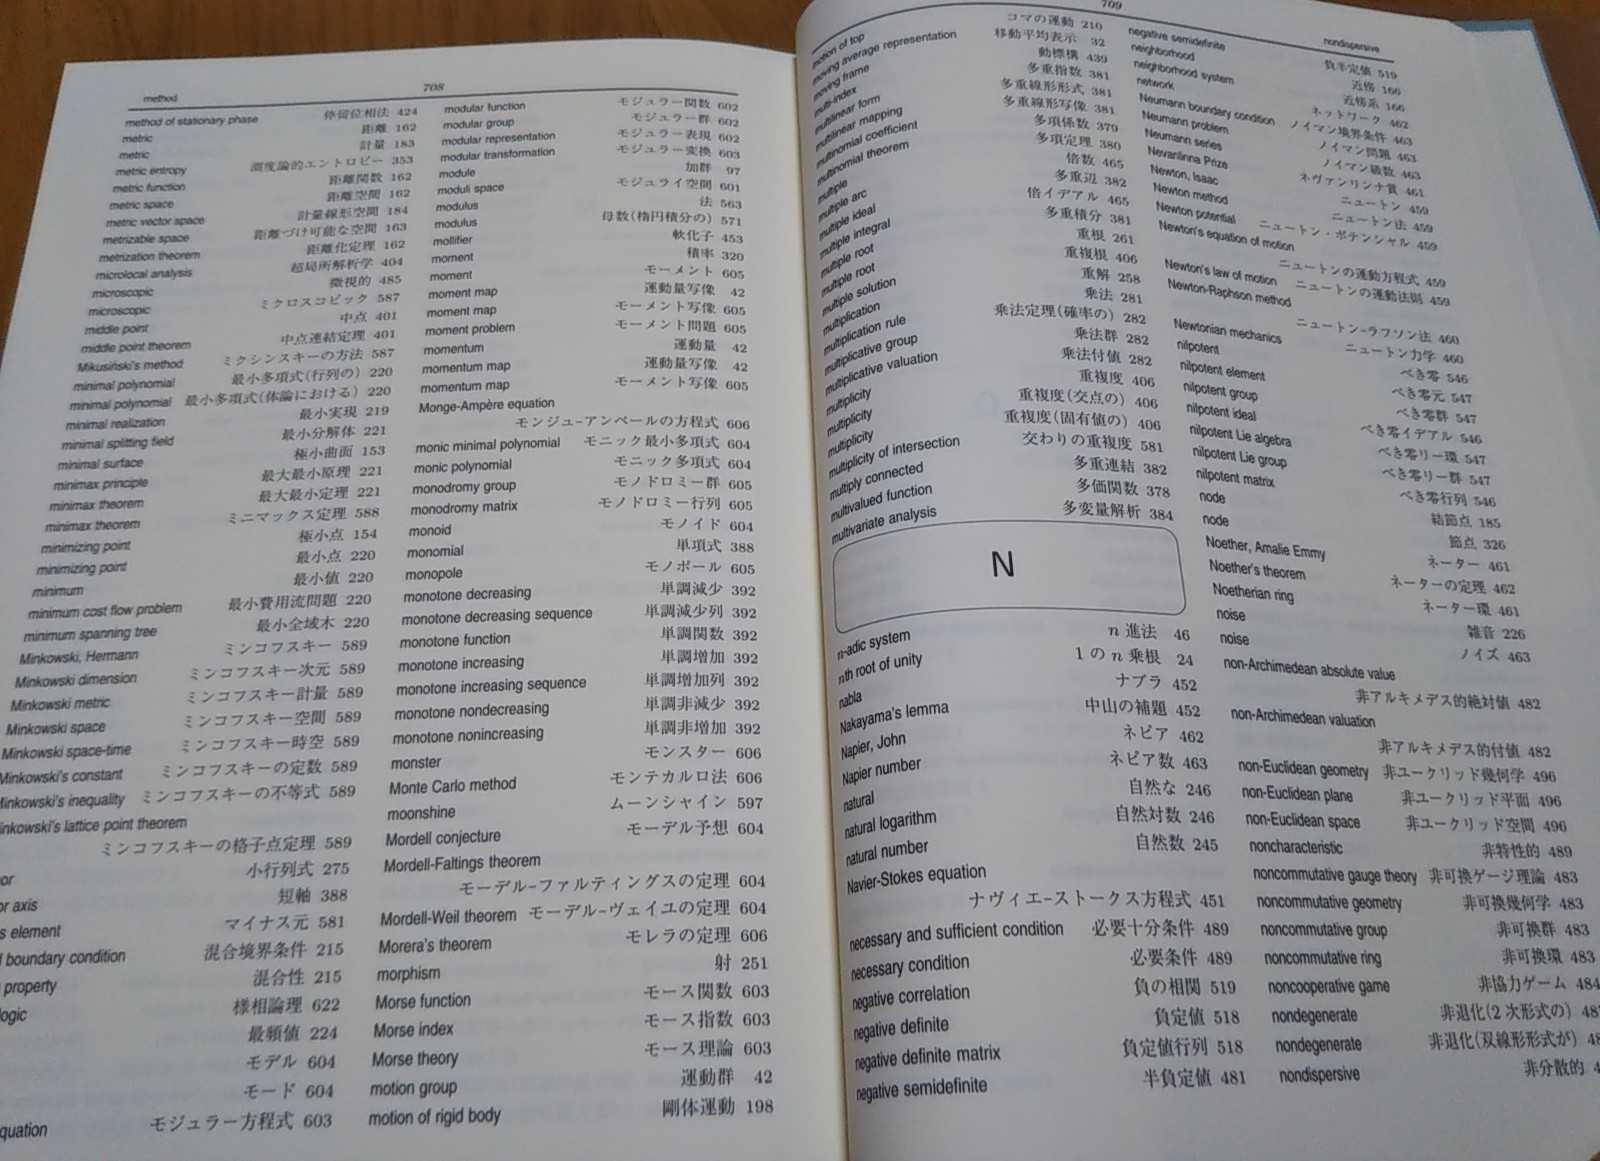 method
708
method of stationary phase 停留位相法 424
metric 距離 162
metric 計量 183
metric entropy 測度論的エントロピー 353
metric function 距離関数 162
metric space 距離空間 162
metric vector space 計量線形空間 184
metrizable space 距離づけ可能な空間 163
metrization theorem 距離化定理 162
microlocal analysis 超局所解析学 404
microscopic 微視的 485
microscopic ミクロスコピック 587
middle point 中点 401
middle point theorem 中点連結定理 401
Mikusiński's method ミクシンスキーの方法 587
minimal polynomial 最小多項式(行列の) 220
minimal polynomial 最小多項式(体論における) 220
minimal realization 最小実現 219
minimal splitting field 最小分解体 221
minimal surface 極小曲面 153
minimax principle 最大最小原理 221
minimax theorem 最大最小定理 221
minimax theorem ミニマックス定理 588
minimizing point 極小点 154
minimizing point 最小点 220
minimum 最小値 220
minimum cost flow problem 最小費用流問題 220
minimum spanning tree 最小全域木 220
Minkowski, Hermann ミンコフスキー 589
Minkowski dimension ミンコフスキー次元 589
Minkowski metric ミンコフスキー計量 589
Minkowski space ミンコフスキー空間 589
Minkowski space-time ミンコフスキー時空 589
Minkowski's constant ミンコフスキーの定数 589
Minkowski's inequality ミンコフスキーの不等式 589
inkowski's lattice point theorem
ミンコフスキーの格子点定理 589
or 小行列式 275
or axis 短軸 388
s element マイナス元 581
boundary condition 混合境界条件 215
property 混合性 215
logic 様相論理 622
最頻値 224
モデル 604
モード 604
quation モジュラー方程式 603
modular function モジュラー関数 602
modular group モジュラー群 602
modular representation モジュラー表現 602
modular transformation モジュラー変換 603
module 加群 97
moduli space モジュライ空間 601
modulus 法 563
modulus 母数(楕円積分の) 571
mollifier 軟化子 453
moment 積率 320
moment モーメント 605
moment map 運動量写像 42
moment map モーメント写像 605
moment problem モーメント問題 605
momentum 運動量 42
momentum map 運動量写像 42
momentum map モーメント写像 605
Monge-Ampère equation
モンジュ-アンペールの方程式 606
monic minimal polynomial モニック最小多項式 604
monic polynomial モニック多項式 604
monodromy group モノドロミー群 605
monodromy matrix モノドロミー行列 605
monoid モノイド 604
monomial 単項式 388
monopole モノポール 605
monotone decreasing 単調減少 392
monotone decreasing sequence 単調減少列 392
monotone function 単調関数 392
monotone increasing 単調増加 392
monotone increasing sequence 単調増加列 392
monotone nondecreasing 単調非減少 392
monotone nonincreasing 単調非増加 392
monster モンスター 606
Monte Carlo method モンテカルロ法 606
moonshine ムーンシャイン 597
Mordell conjecture モーデル予想 604
Mordell-Faltings theorem
モーデル-ファルティングスの定理 604
Mordell-Weil theorem モーデル-ヴェイユの定理 604
Morera's theorem モレラの定理 606
morphism 射 251
Morse function モース関数 603
Morse index モース指数 603
Morse theory モース理論 603
motion group 運動群 42
motion of rigid body 剛体運動 198
709
nondispersive
motion of top コマの運動 210
moving average representation 移動平均表示 32
moving frame 動標構 439
multi-index 多重指数 381
multilinear form 多重線形形式 381
multilinear mapping 多重線形写像 381
multinomial coefficient 多項係数 379
multinomial theorem 多項定理 380
multiple 倍数 465
multiple arc 多重辺 382
multiple ideal 倍イデアル 465
multiple integral 多重積分 381
multiple root 重根 261
multiple root 重複根 406
multiple solution 重解 258
multiplication 乗法 281
multiplication rule 乗法定理(確率の) 282
multiplicative group 乗法群 282
multiplicative valuation 乗法付値 282
multiplicity 重複度 406
multiplicity 重複度(交点の) 406
multiplicity 重複度(固有値の) 406
multiplicity of intersection 交わりの重複度 581
multiply connected 多重連結 382
multivalued function 多価関数 378
multivariate analysis 多変量解析 384
N
n-adic system n 進法 46
nth root of unity 1 の n 乗根 24
nabla ナブラ 452
Nakayama's lemma 中山の補題 452
Napier, John ネピア 462
Napier number ネピア数 463
natural 自然な 246
natural logarithm 自然対数 246
natural number 自然数 245
Navier-Stokes equation
ナヴィエ-ストークス方程式 451
necessary and sufficient condition 必要十分条件 489
necessary condition 必要条件 489
negative correlation 負の相関 519
negative definite 負定値 518
negative definite matrix 負定値行列 518
negative semidefinite 半負定値 481
negative semidefinite 負半定値 519
neighborhood 近傍 166
neighborhood system 近傍系 166
network ネットワーク 462
Neumann boundary condition ノイマン境界条件 463
Neumann problem ノイマン問題 463
Neumann series ノイマン級数 463
Nevanlinna Prize ネヴァンリンナ賞 461
Newton, Isaac ニュートン 459
Newton method ニュートン法 459
Newton potential ニュートン・ポテンシャル 459
Newton's equation of motion
ニュートンの運動方程式 459
Newton's law of motion ニュートンの運動法則 459
Newton-Raphson method
ニュートン-ラフソン法 460
Newtonian mechanics ニュートン力学 460
nilpotent べき零 546
nilpotent element べき零元 547
nilpotent group べき零群 547
nilpotent ideal べき零イデアル 546
nilpotent Lie algebra べき零リー環 547
nilpotent Lie group べき零リー群 547
nilpotent matrix べき零行列 546
node 結節点 185
node 節点 326
Noether, Amalie Emmy ネーター 461
Noether's theorem ネーターの定理 462
Noetherian ring ネーター環 461
noise 雑音 226
noise ノイズ 463
non-Archimedean absolute value
非アルキメデス的絶対値 482
non-Archimedean valuation
非アルキメデス的付値 482
non-Euclidean geometry 非ユークリッド幾何学 496
non-Euclidean plane 非ユークリッド平面 496
non-Euclidean space 非ユークリッド空間 496
noncharacteristic 非特性的 489
noncommutative gauge theory 非可換ゲージ理論 483
noncommutative geometry 非可換幾何学 483
noncommutative group 非可換群 483
noncommutative ring 非可換環 483
noncooperative game 非協力ゲーム 484
nondegenerate 非退化(2 次形式の)
nondegenerate 非退化(双線形形式が)
nondispersive 非分散的